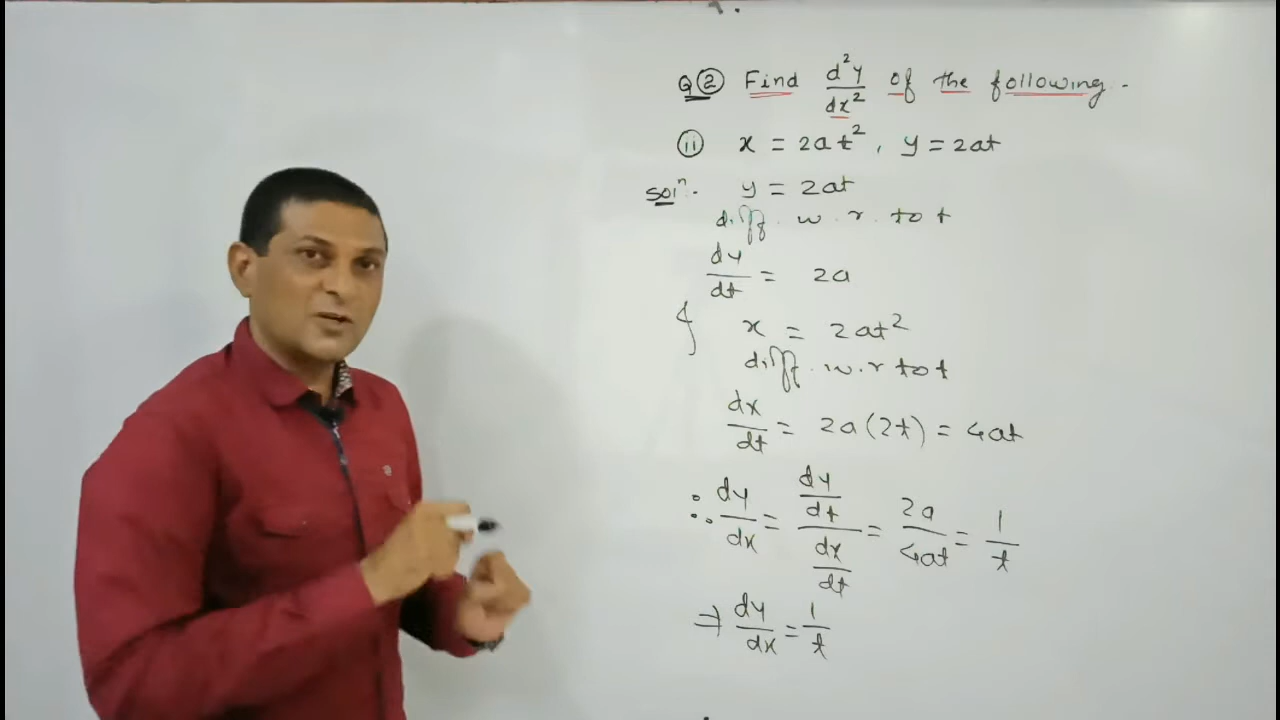 Q② Find d²y/dx² of the following.
(ii) x = 2at², y = 2at
Solⁿ. y = 2at
diff. w.r.to t
dy/dt = 2a
& x = 2at²
diff. w.r to t
dx/dt = 2a(2t) = 4at
∴ dy/dx = (dy/dt)/(dx/dt) = 2a/4at = 1/t
⇒ dy/dx = 1/t